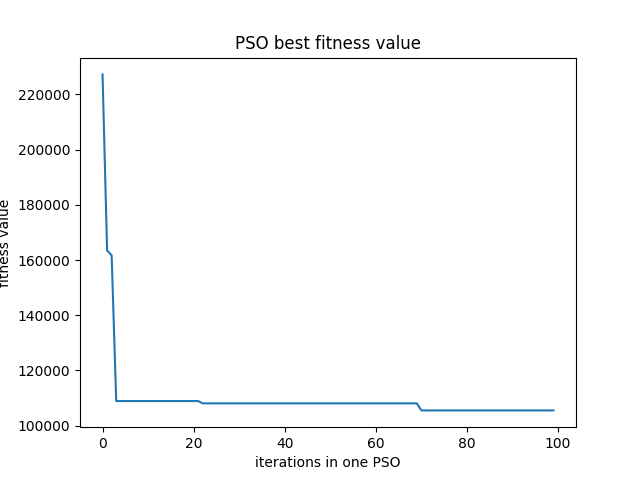 PSO best fitness value
220000
200000
180000
160000
140000
120000
100000
fitness value
0 20 40 60 80 100
iterations in one PSO